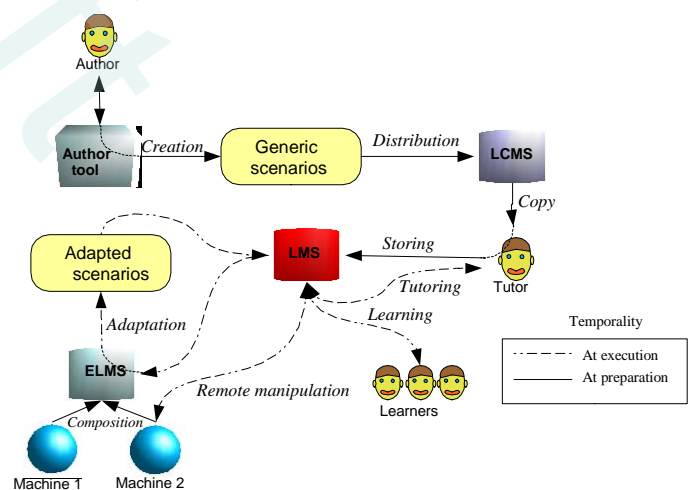 Author
Author
tool
Creation
Generic
scenarios
Distribution
LCMS
Copy
Adapted
scenarios
LMS
Storing
Tutoring
Tutor
Learning
Adaptation
Temporality
At execution
At preparation
ELMS
Remote manipulation
Learners
Composition
Machine 1
Machine 2